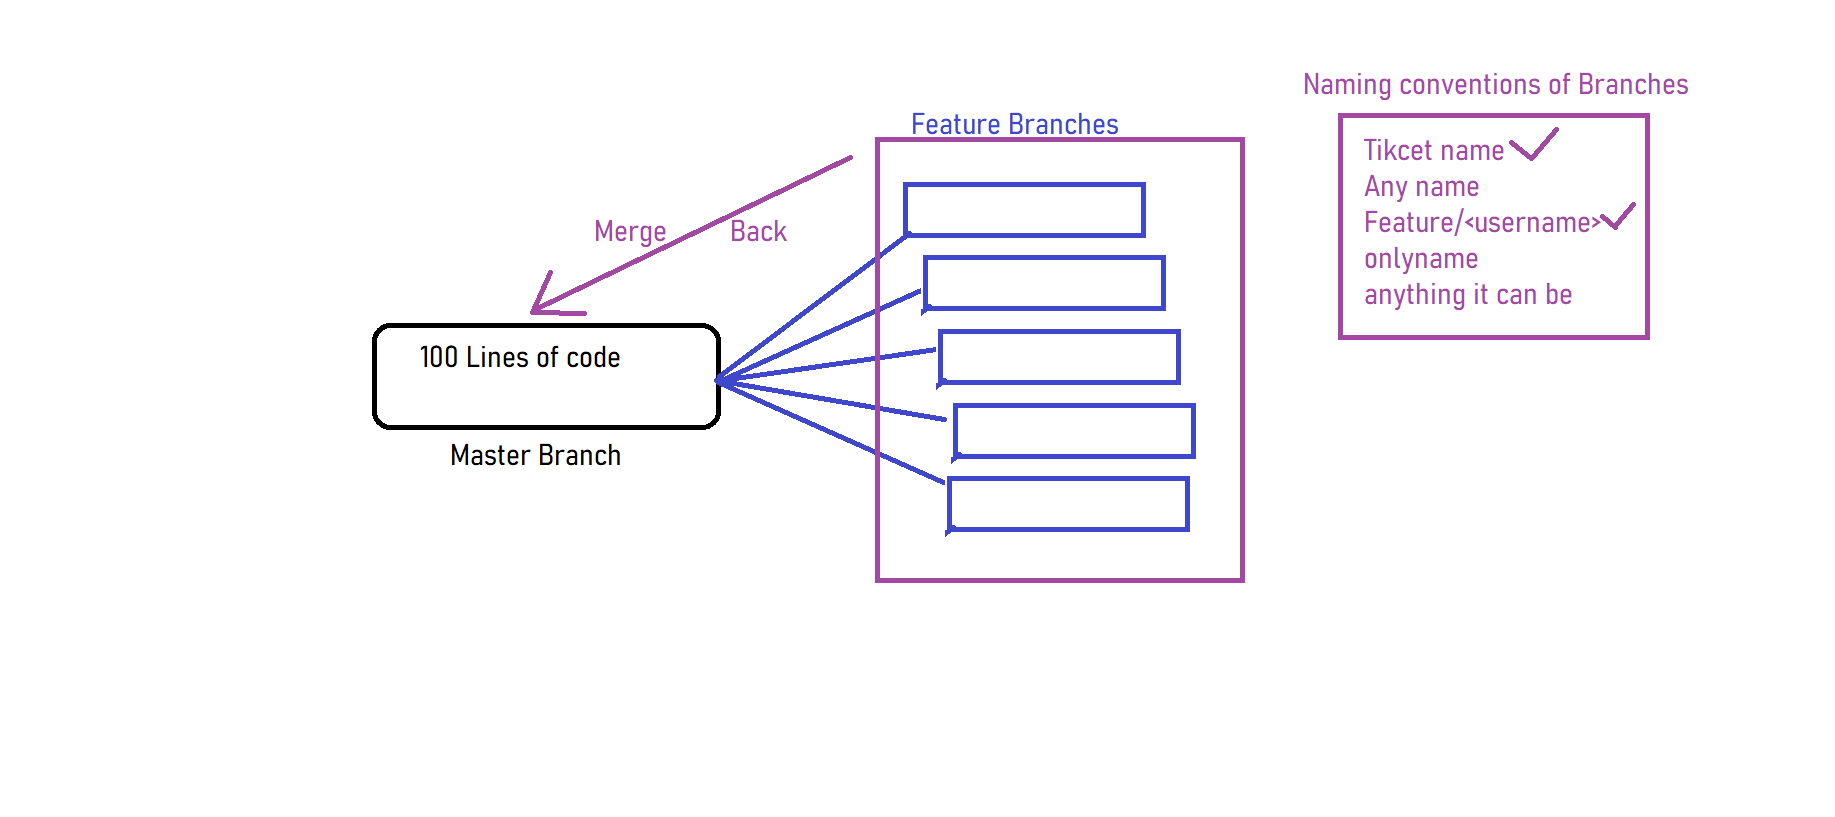 Naming conventions of Branches
Feature Branches
Tikcet name
Any name
Feature/<username>
onlyname
anything it can be
Merge Back
100 Lines of code
Master Branch